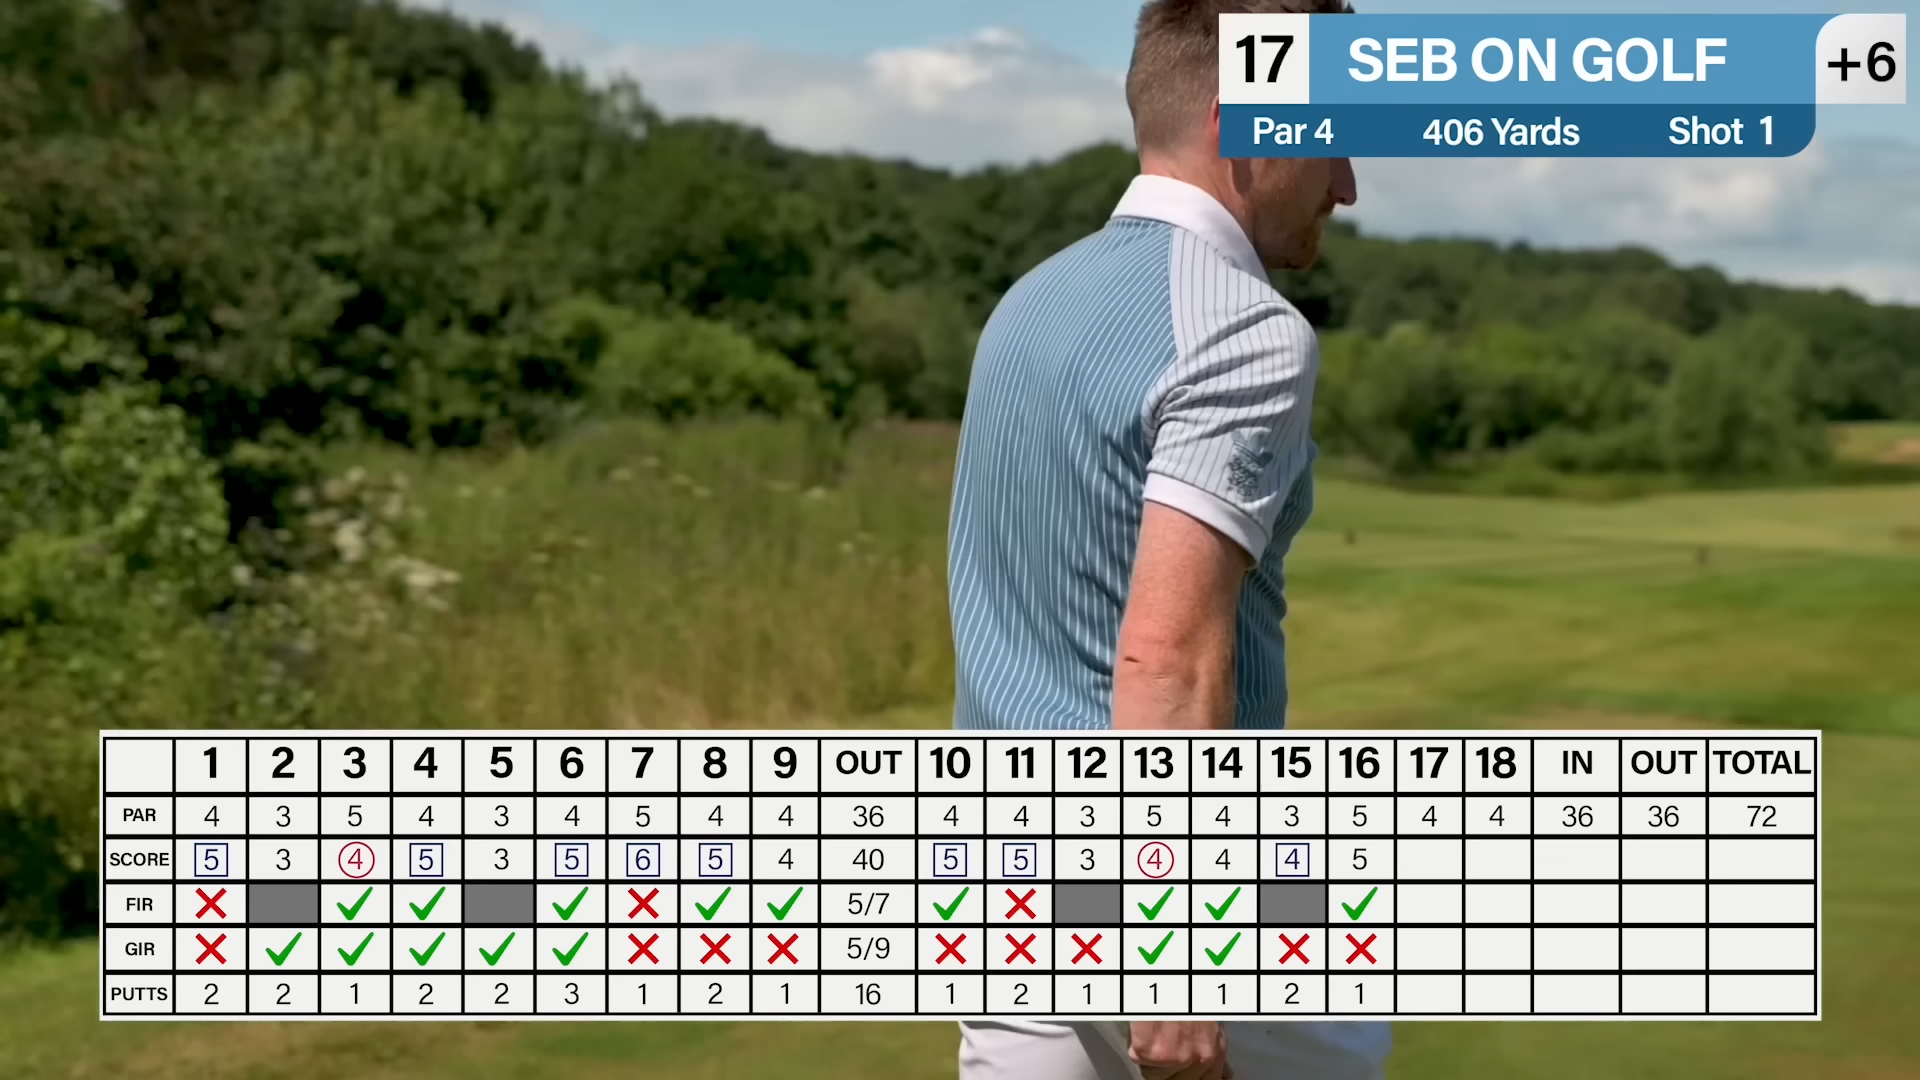 17 SEB ON GOLF +6
Par 4 406 Yards Shot 1
1 2 3 4 5 6 7 8 9 OUT 10 11 12 13 14 15 16 17 18 IN OUT TOTAL
PAR 4 3 5 4 3 4 5 4 4 36 4 4 3 5 4 3 5 4 4 36 36 72
SCORE 5 3 4 5 3 5 6 5 4 40 5 5 3 4 4 4 5
FIR ✗ ✓ ✓ ✓ ✗ ✓ ✓ 5/7 ✓ ✗ ✓ ✓ ✓
GIR ✗ ✓ ✓ ✓ ✓ ✓ ✗ ✗ ✗ 5/9 ✗ ✗ ✗ ✓ ✓ ✗ ✗
PUTTS 2 2 1 2 2 3 1 2 1 16 1 2 1 1 1 2 1